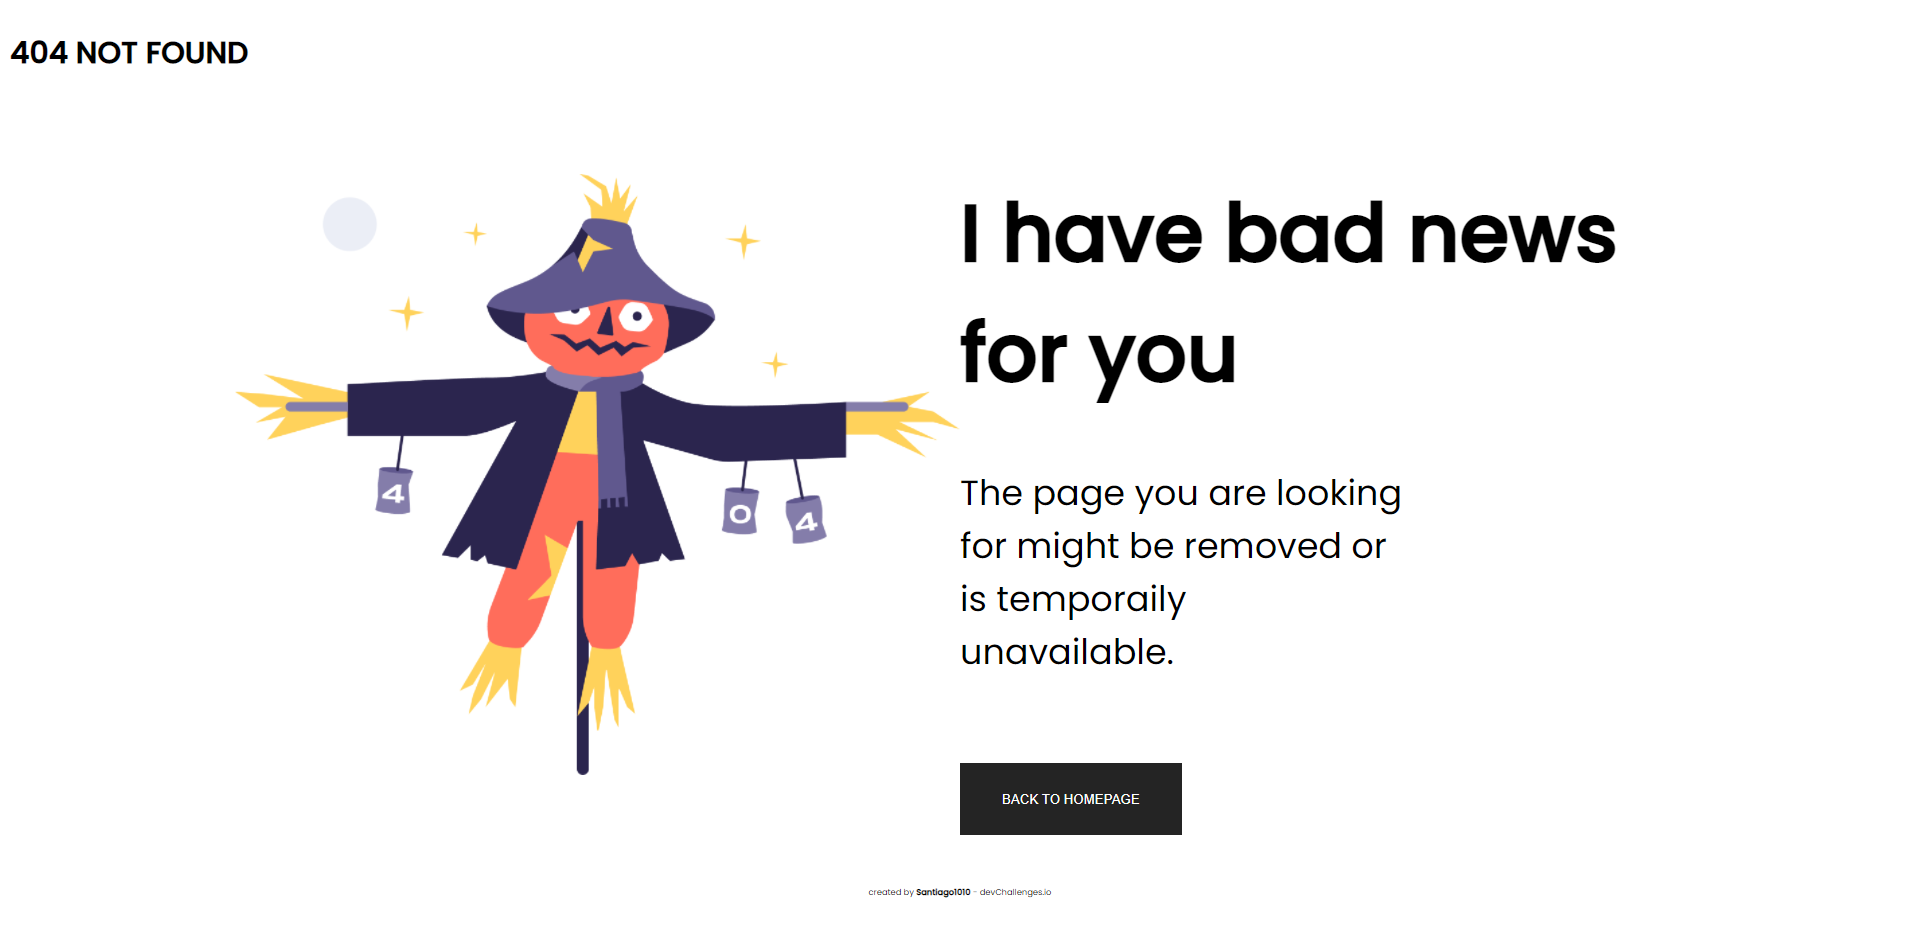 404 NOT FOUND
I have bad news
for you
4
0
4
The page you are looking
for might be removed or
is temporaily
unavailable.
BACK TO HOMEPAGE
created by Santiago1010 - devChallenges.io